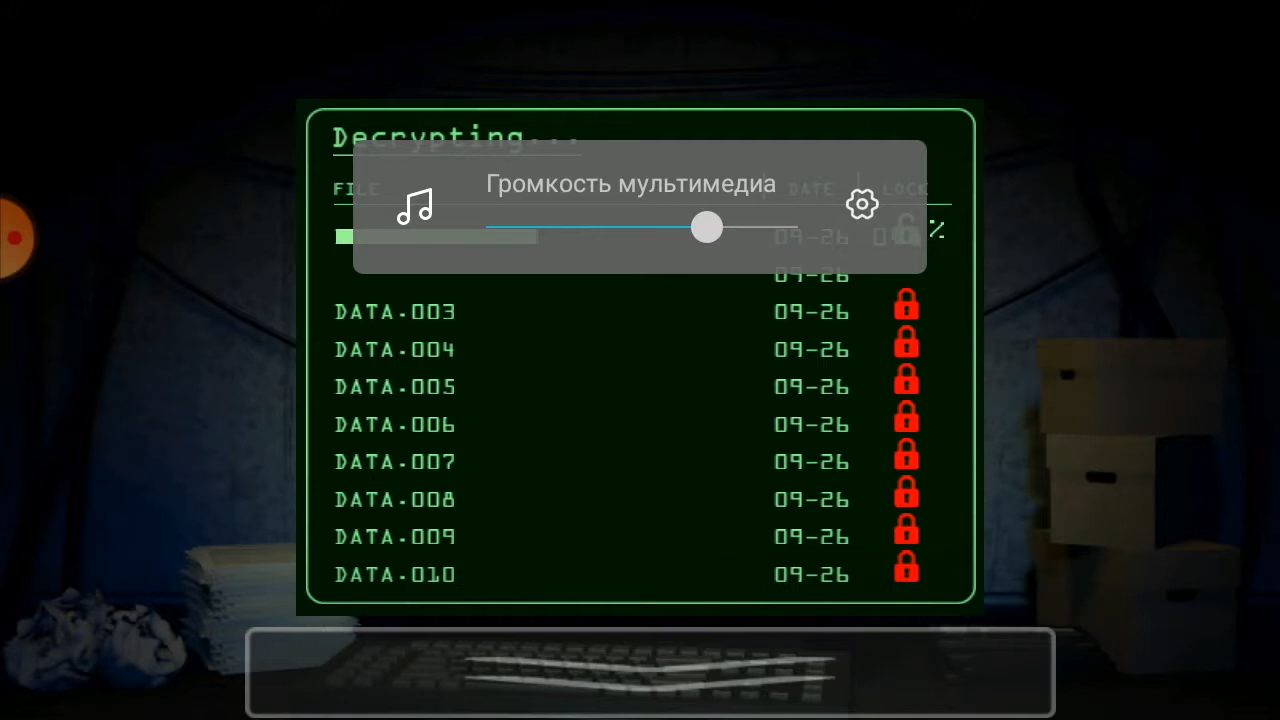 Decrypting...
Громкость мультимедиа
FILE DATE LOCK
09-26 0 %
09-26
DATA.003 09-26
DATA.004 09-26
DATA.005 09-26
DATA.006 09-26
DATA.007 09-26
DATA.008 09-26
DATA.009 09-26
DATA.010 09-26